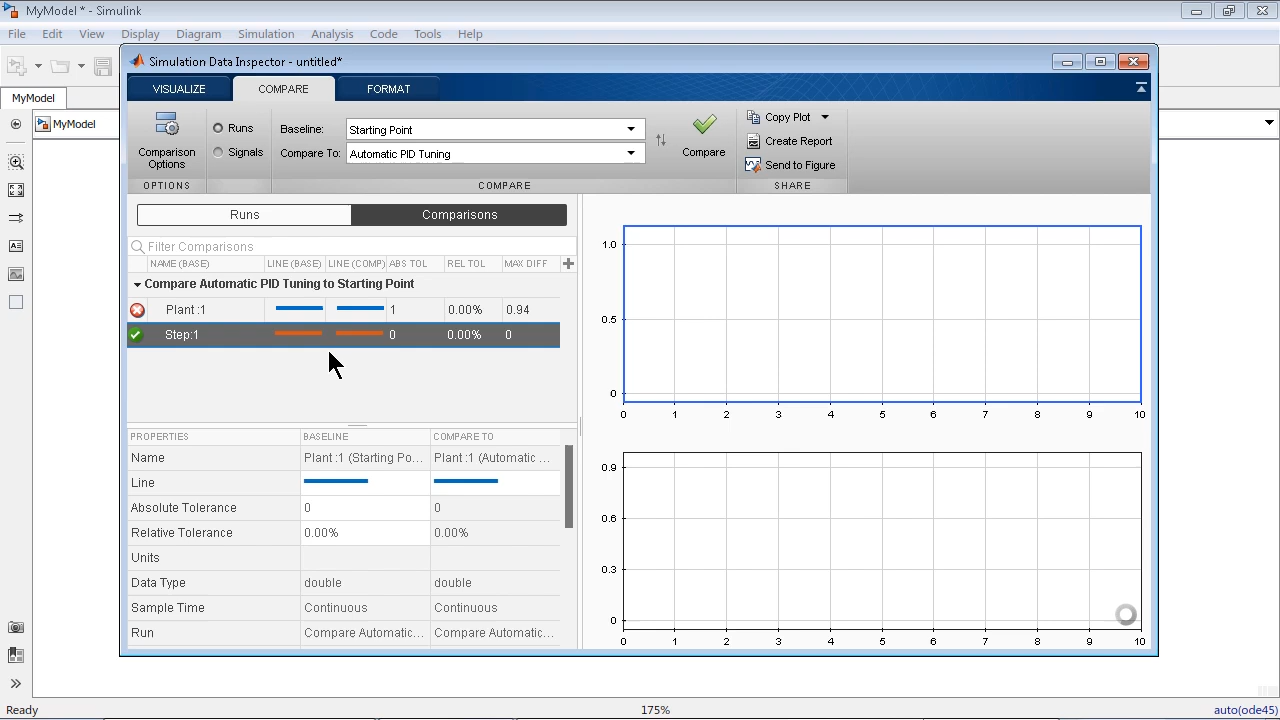 MyModel * - Simulink
File Edit View Display Diagram Simulation Analysis Code Tools Help
Simulation Data Inspector - untitled*
VISUALIZE COMPARE FORMAT
MyModel
MyModel
Comparison Options
OPTIONS
Runs
Signals
Baseline: Starting Point
Compare To: Automatic PID Tuning
Compare
COMPARE
Copy Plot
Create Report
Send to Figure
SHARE
Runs Comparisons
Filter Comparisons
NAME (BASE) LINE (BASE) LINE (COMP) ABS TOL REL TOL MAX DIFF
Compare Automatic PID Tuning to Starting Point
Plant :1 1 0.00% 0.94
Step:1 0 0.00% 0
PROPERTIES BASELINE COMPARE TO
Name Plant :1 (Starting Po... Plant :1 (Automatic ...
Line
Absolute Tolerance 0 0
Relative Tolerance 0.00% 0.00%
Units
Data Type double double
Sample Time Continuous Continuous
Run Compare Automatic... Compare Automatic...
1.0
0.5
0
0 1 2 3 4 5 6 7 8 9 10
0.9
0.6
0.3
0
0 1 2 3 4 5 6 7 8 9 10
Ready 175% auto(ode45)